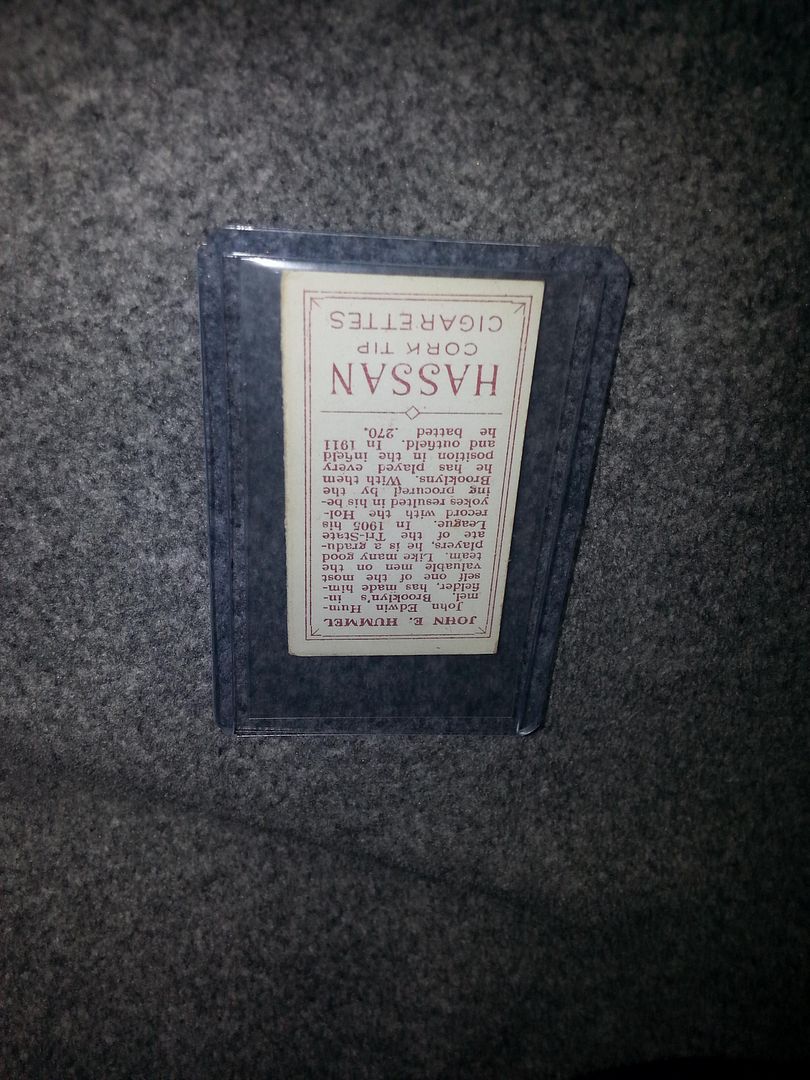 JOHN E. HUMMEL
John Edwin Hum-
mel, Brooklyn's in-
fielder, has made him-
self one of the most
valuable men on the
team. Like many good
players, he is a gradu-
ate of the Tri-State
League. In 1905 his
record with the Hol-
yokes resulted in his be-
ing procured by the
Brooklyns. With them
he has played every
position in the infield
and outfield. In 1911
he batted .270.
HASSAN
CORK TIP
CIGARETTES